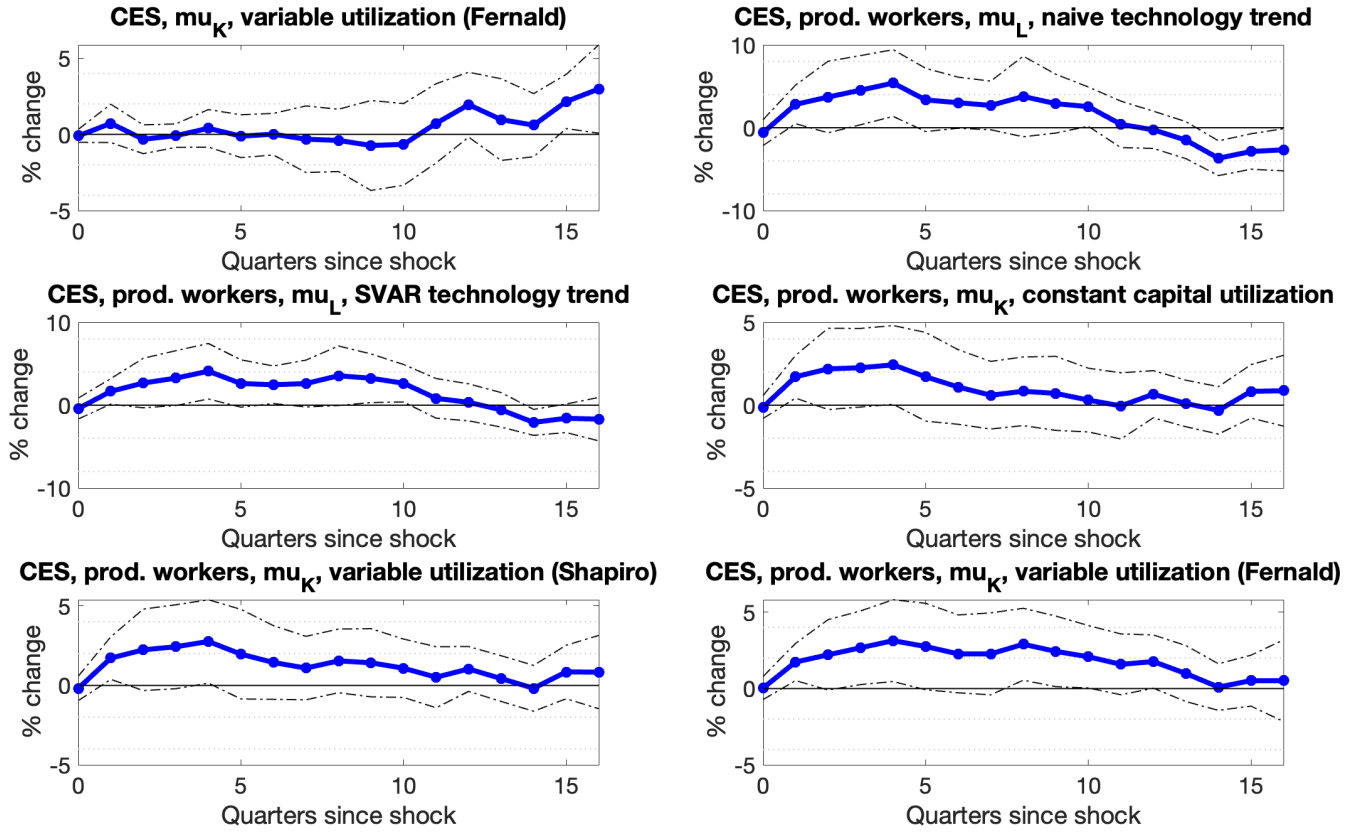 CES, mu_K, variable utilization (Fernald)
% change
5
0
-5
0 5 10 15
Quarters since shock
CES, prod. workers, mu_L, naive technology trend
% change
10
0
-10
0 5 10 15
Quarters since shock
CES, prod. workers, mu_L, SVAR technology trend
% change
10
0
-10
0 5 10 15
Quarters since shock
CES, prod. workers, mu_K, constant capital utilization
% change
5
0
-5
0 5 10 15
Quarters since shock
CES, prod. workers, mu_K, variable utilization (Shapiro)
% change
5
0
-5
0 5 10 15
Quarters since shock
CES, prod. workers, mu_K, variable utilization (Fernald)
% change
5
0
-5
0 5 10 15
Quarters since shock